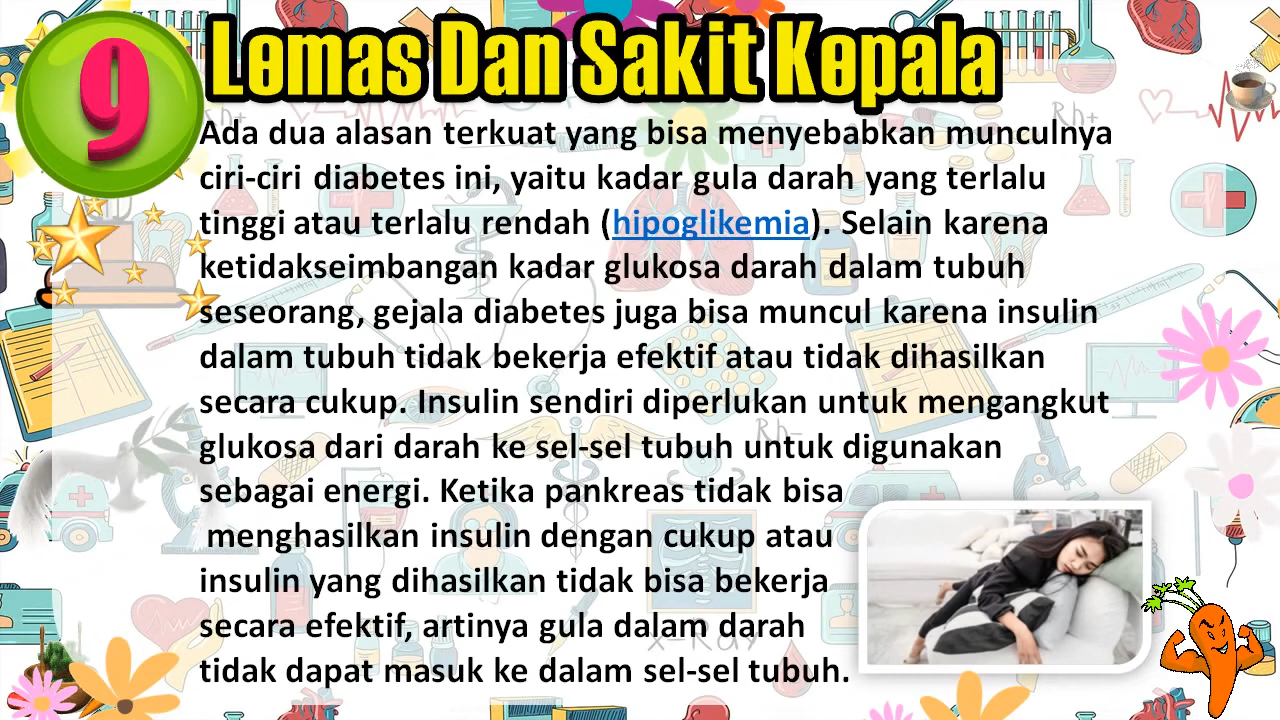 9
Lemas Dan Sakit Kepala
Rh+
Rh+
Ada dua alasan terkuat yang bisa menyebabkan munculnya
ciri-ciri diabetes ini, yaitu kadar gula darah yang terlalu
tinggi atau terlalu rendah (hipoglikemia). Selain karena
ketidakseimbangan kadar glukosa darah dalam tubuh
seseorang, gejala diabetes juga bisa muncul karena insulin
dalam tubuh tidak bekerja efektif atau tidak dihasilkan
secara cukup. Insulin sendiri diperlukan untuk mengangkut
Rh-
glukosa dari darah ke sel-sel tubuh untuk digunakan
sebagai energi. Ketika pankreas tidak bisa
menghasilkan insulin dengan cukup atau
insulin yang dihasilkan tidak bisa bekerja
secara efektif, artinya gula dalam darah
X-Ray
tidak dapat masuk ke dalam sel-sel tubuh.